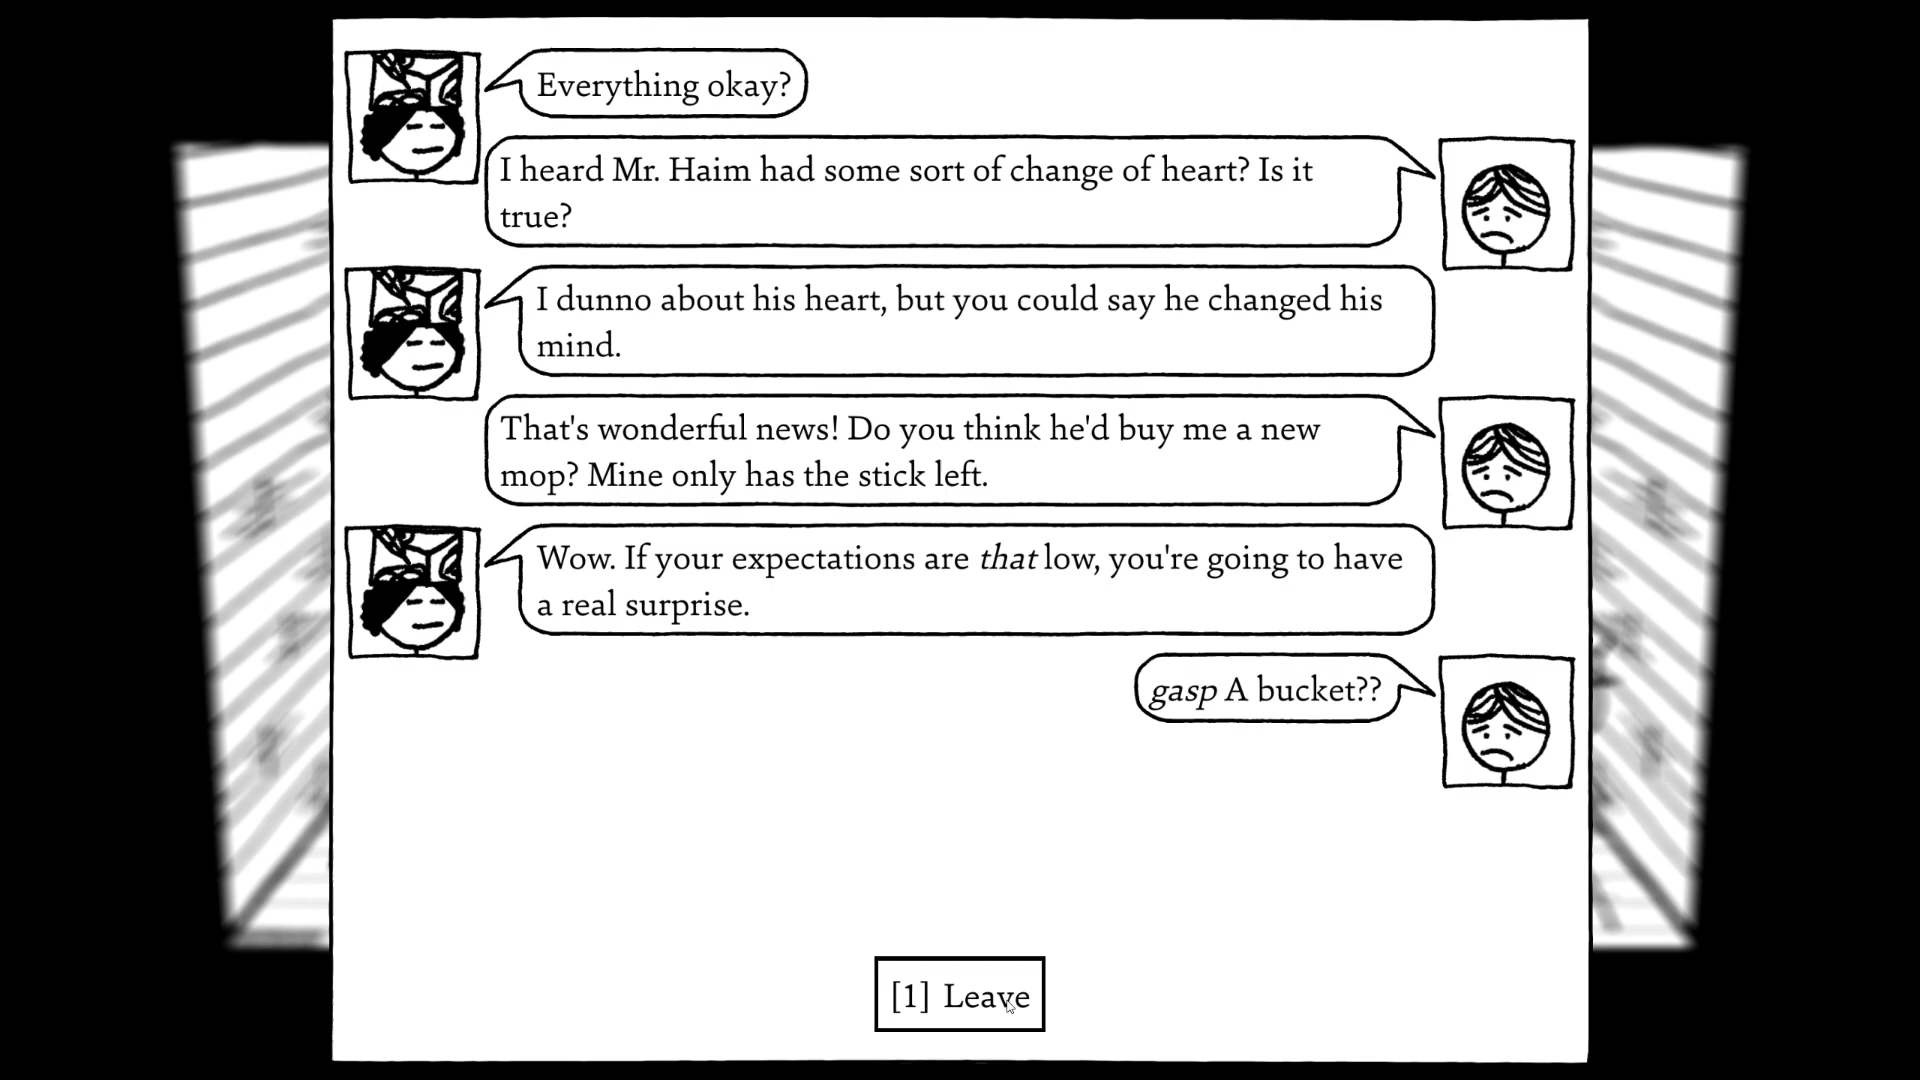 Everything okay?
I heard Mr. Haim had some sort of change of heart? Is it
true?
I dunno about his heart, but you could say he changed his
mind.
That's wonderful news! Do you think he'd buy me a new
mop? Mine only has the stick left.
Wow. If your expectations are that low, you're going to have
a real surprise.
gasp A bucket??
[1] Leave